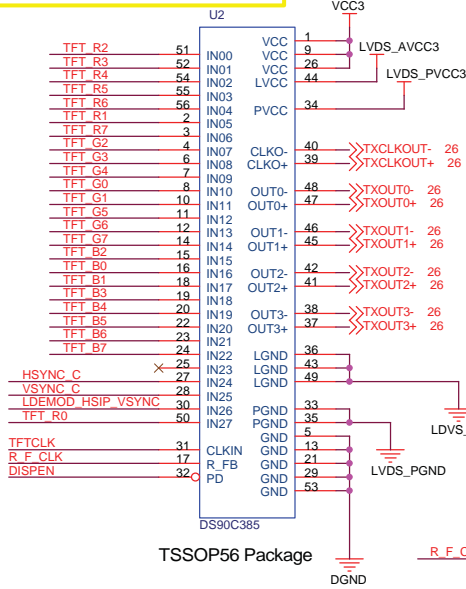 VCC3
U2
TFT_R2 51 IN00 VCC 1
TFT_R3 52 IN01 VCC 9 LVDS_AVCC3
TFT_R4 54 IN02 VCC 26
TFT_R5 55 IN03 LVCC 44 LVDS_PVCC3
TFT_R6 56 IN04 PVCC 34
TFT_R1 2 IN05
TFT_R7 3 IN06
TFT_G2 4 IN07 CLKO- 40 TXCLKOUT- 26
TFT_G3 6 IN08 CLKO+ 39 TXCLKOUT+ 26
TFT_G4 7 IN09
TFT_G0 8 IN10 OUT0- 48 TXOUT0- 26
TFT_G1 10 IN11 OUT0+ 47 TXOUT0+ 26
TFT_G5 11 IN12
TFT_G6 12 IN13 OUT1- 46 TXOUT1- 26
TFT_G7 14 IN14 OUT1+ 45 TXOUT1+ 26
TFT_B2 15 IN15
TFT_B0 16 IN16 OUT2- 42 TXOUT2- 26
TFT_B1 18 IN17 OUT2+ 41 TXOUT2+ 26
TFT_B3 19 IN18
TFT_B4 20 IN19 OUT3- 38 TXOUT3- 26
TFT_B5 22 IN20 OUT3+ 37 TXOUT3+ 26
TFT_B6 23 IN21
TFT_B7 24 IN22 LGND 36
25 IN23 LGND 43
HSYNC_C 27 IN24 LGND 49
VSYNC_C 28 IN25
LDEMOD_HSIP_VSYNC 30 IN26 PGND 33
TFT_R0 50 IN27 PGND 35
GND 5
TFTCLK 31 CLKIN GND 13
R_F_CLK 17 R_FB GND 21
DISPEN 32 PD GND 29
GND 53
LDVS_
LVDS_PGND
DS90C385
TSSOP56 Package
R_F_C
DGND